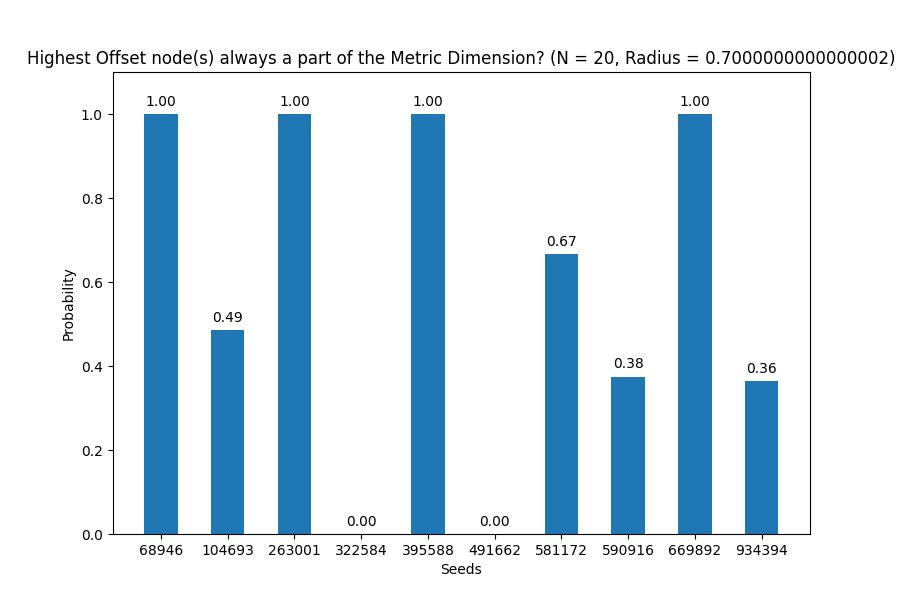 Highest Offset node(s) always a part of the Metric Dimension? (N = 20, Radius = 0.7000000000000002)
1.00 1.00 1.00 1.00
1.0
0.8
0.67
0.6
0.49
0.4
0.38
0.36
0.2
0.00 0.00
0.0
Probability
68946 104693 263001 322584 395588 491662 581172 590916 669892 934394
Seeds